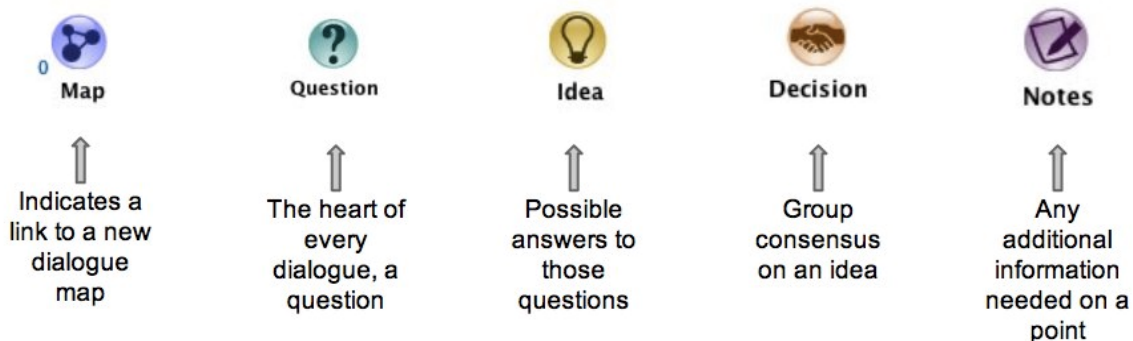 0
Map
Question
Idea
Decision
Notes
Indicates a
link to a new
dialogue
map
The heart of
every
dialogue, a
question
Possible
answers to
those
questions
Group
consensus
on an idea
Any
additional
information
needed on a
point